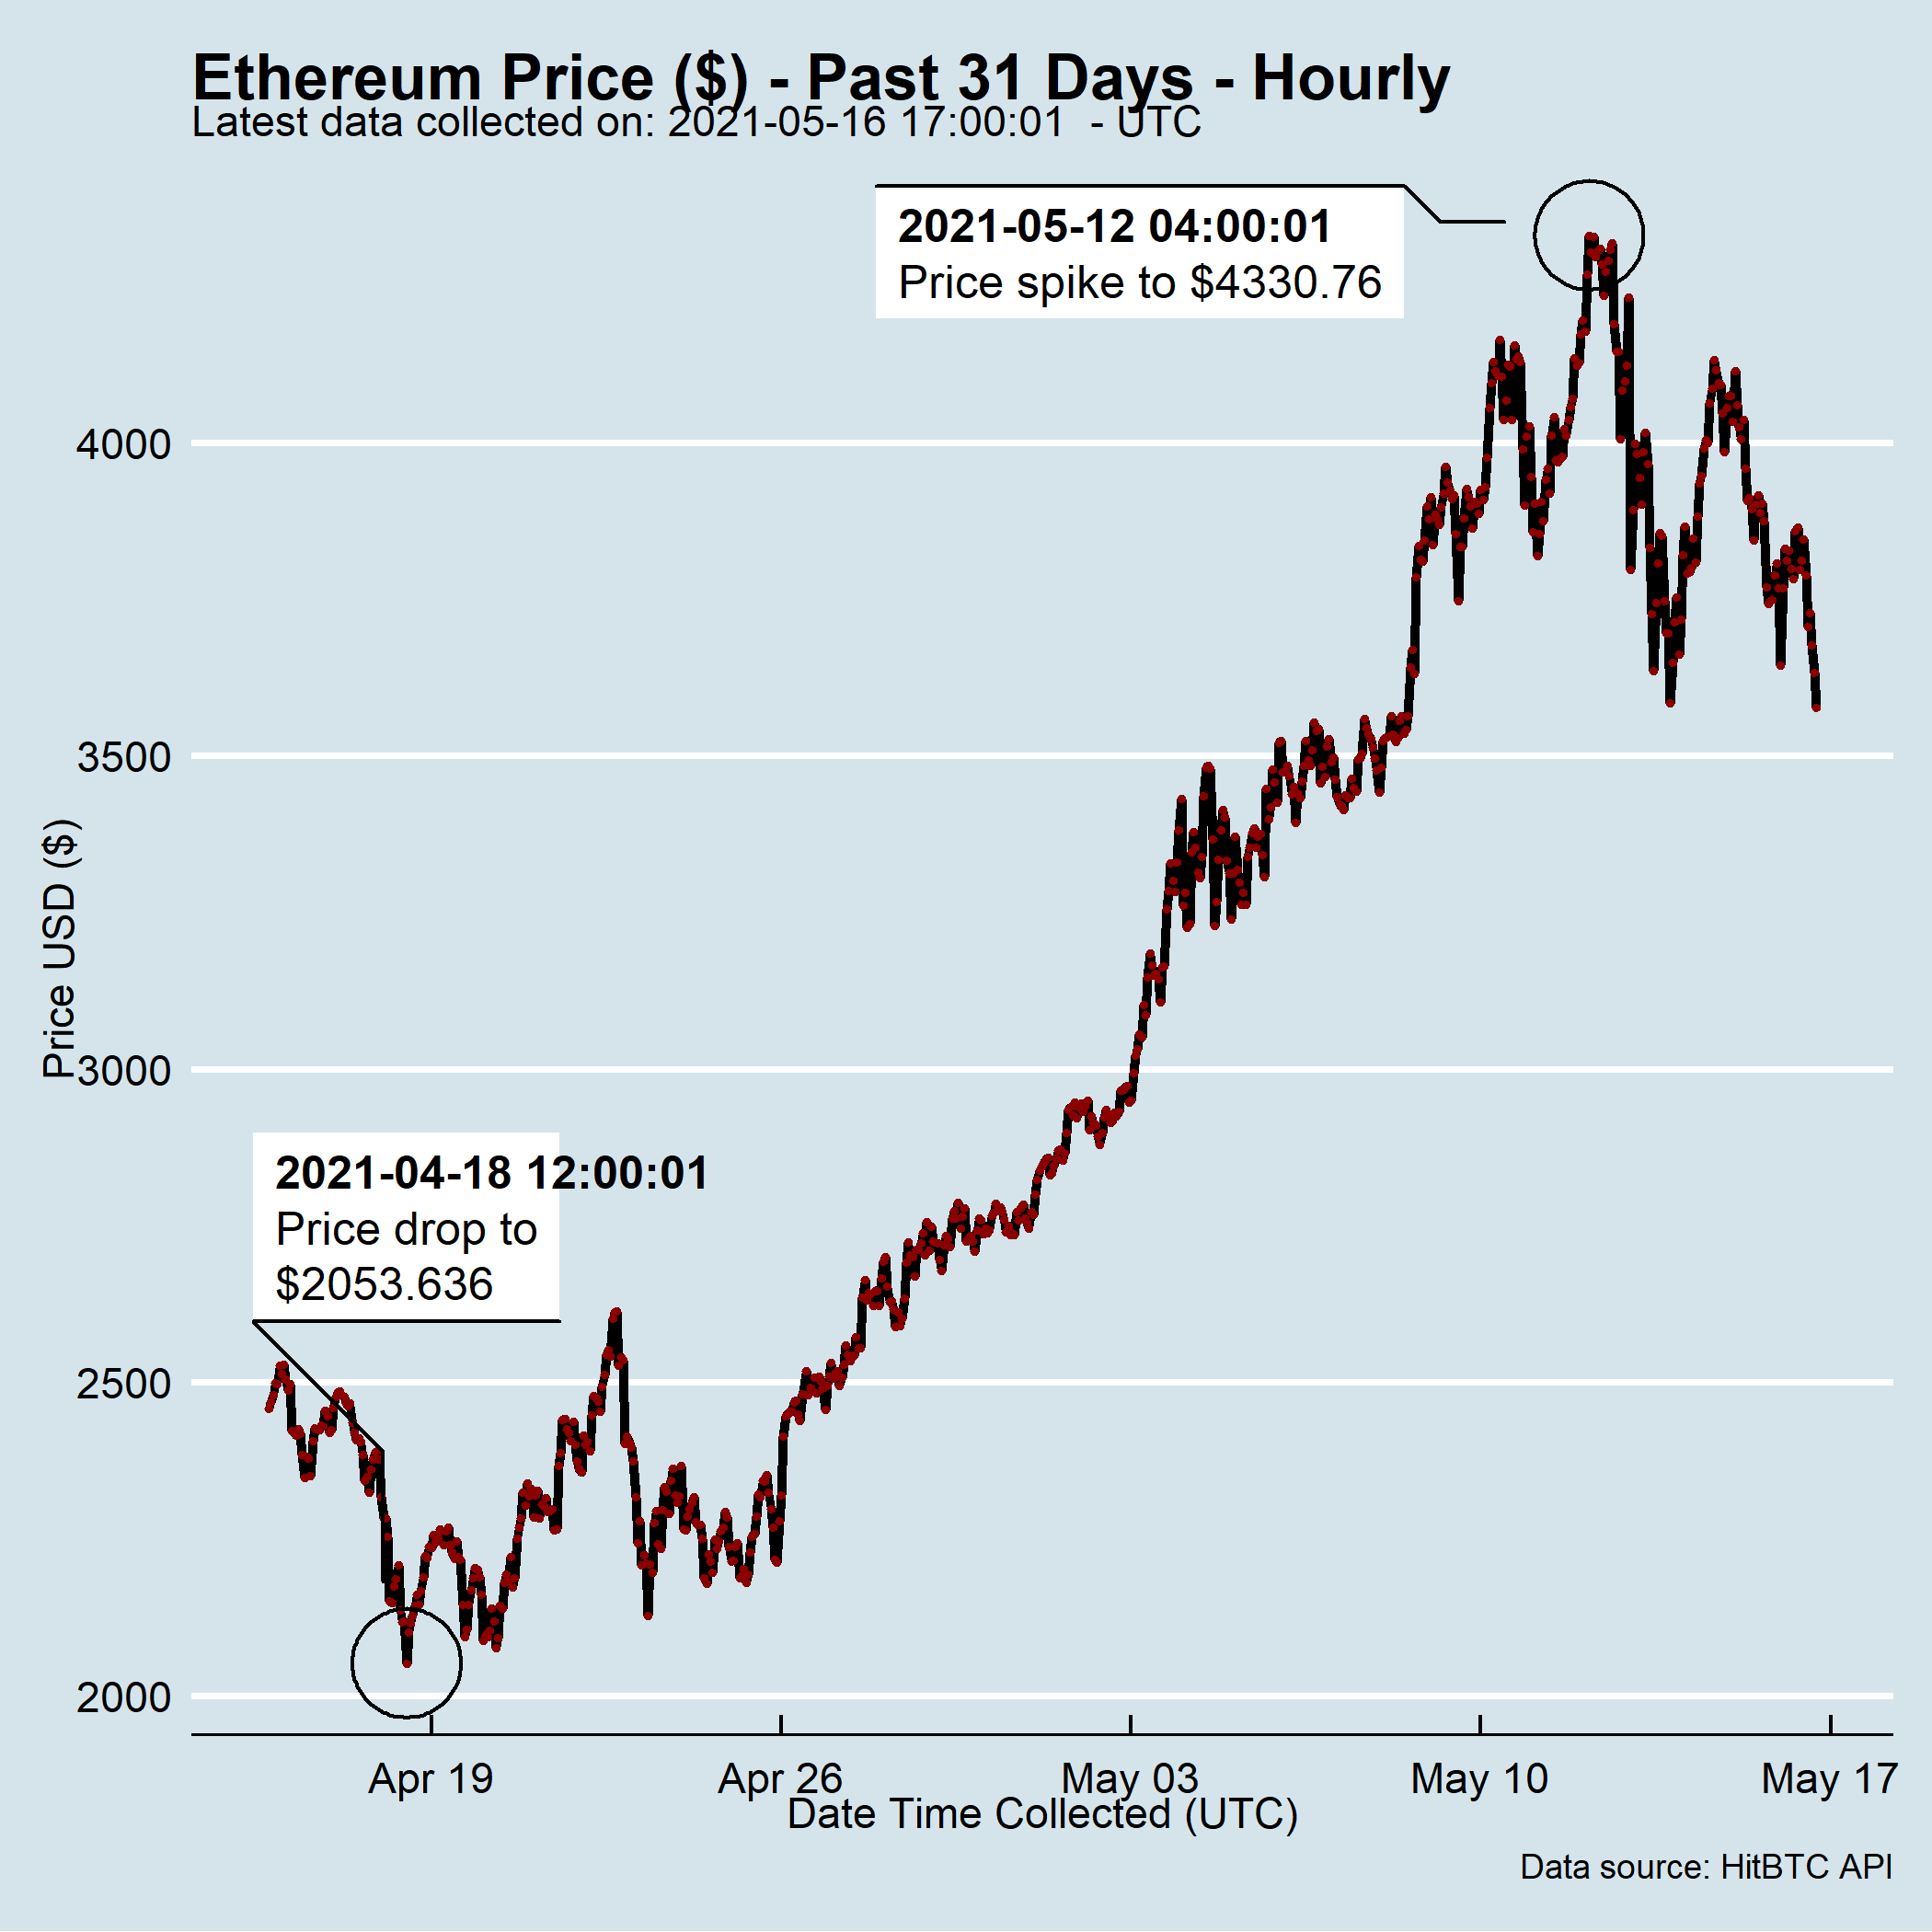 Ethereum Price ($) - Past 31 Days - Hourly
Latest data collected on: 2021-05-16 17:00:01  - UTC
2021-05-12 04:00:01
Price spike to $4330.76
4000
3500
3000
2500
2000
Price USD ($)
2021-04-18 12:00:01
Price drop to
$2053.636
Apr 19
Apr 26
May 03
May 10
May 17
Date Time Collected (UTC)
Data source: HitBTC API